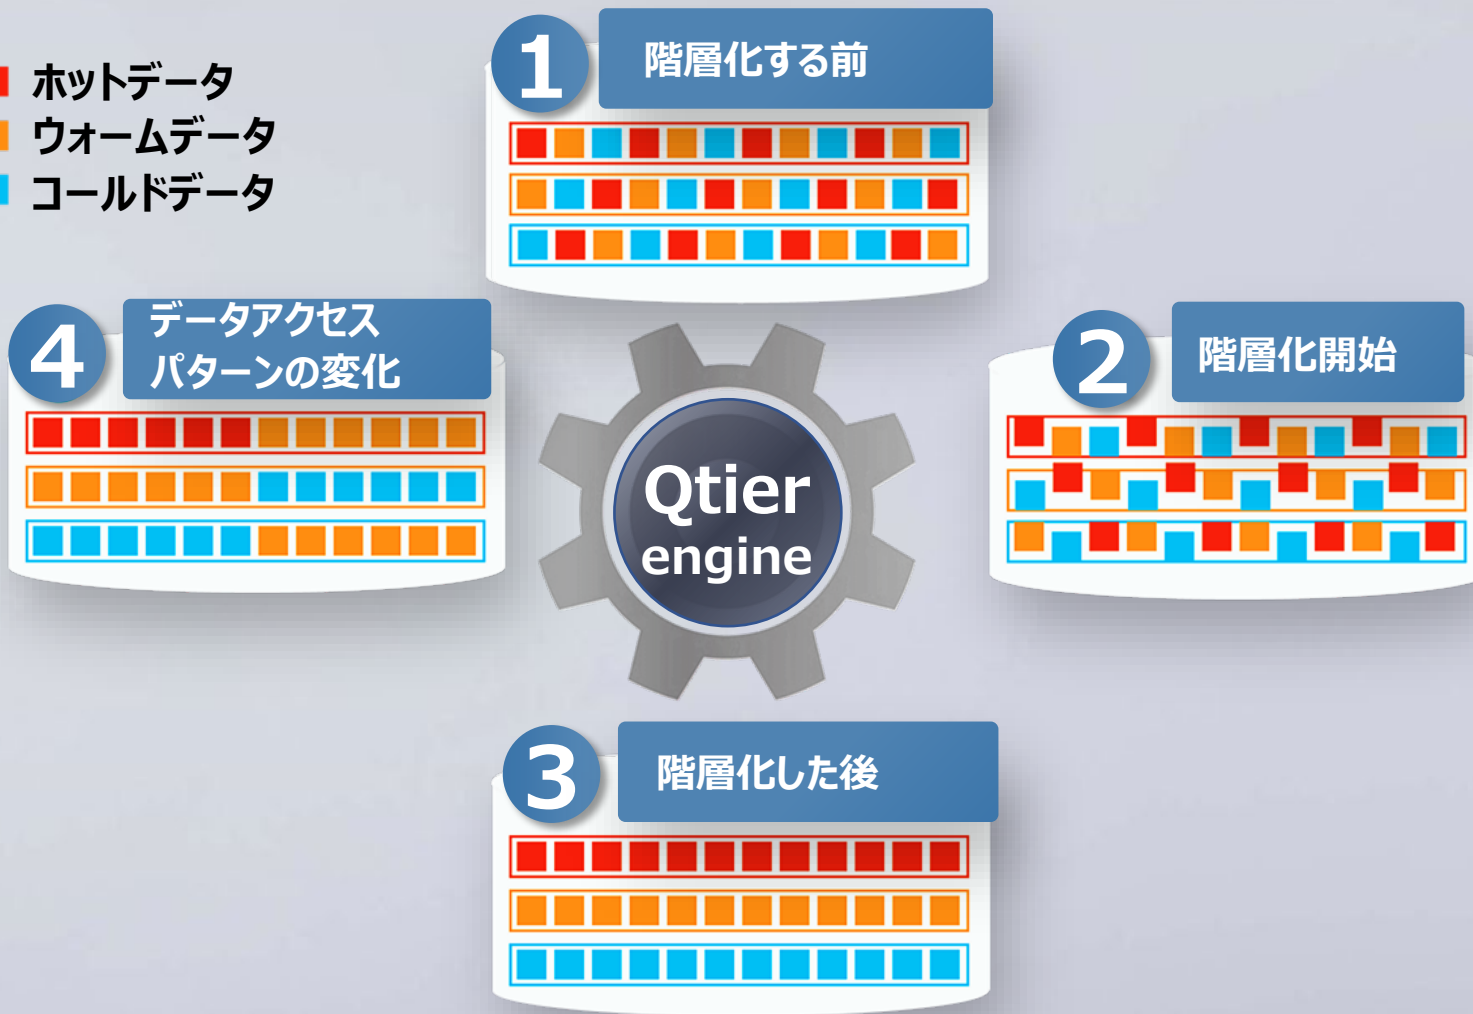 ホットデータ
ウォームデータ
コールドデータ
1
階層化する前
2
階層化開始
3
階層化した後
4
データアクセス
パターンの変化
Qtier
engine